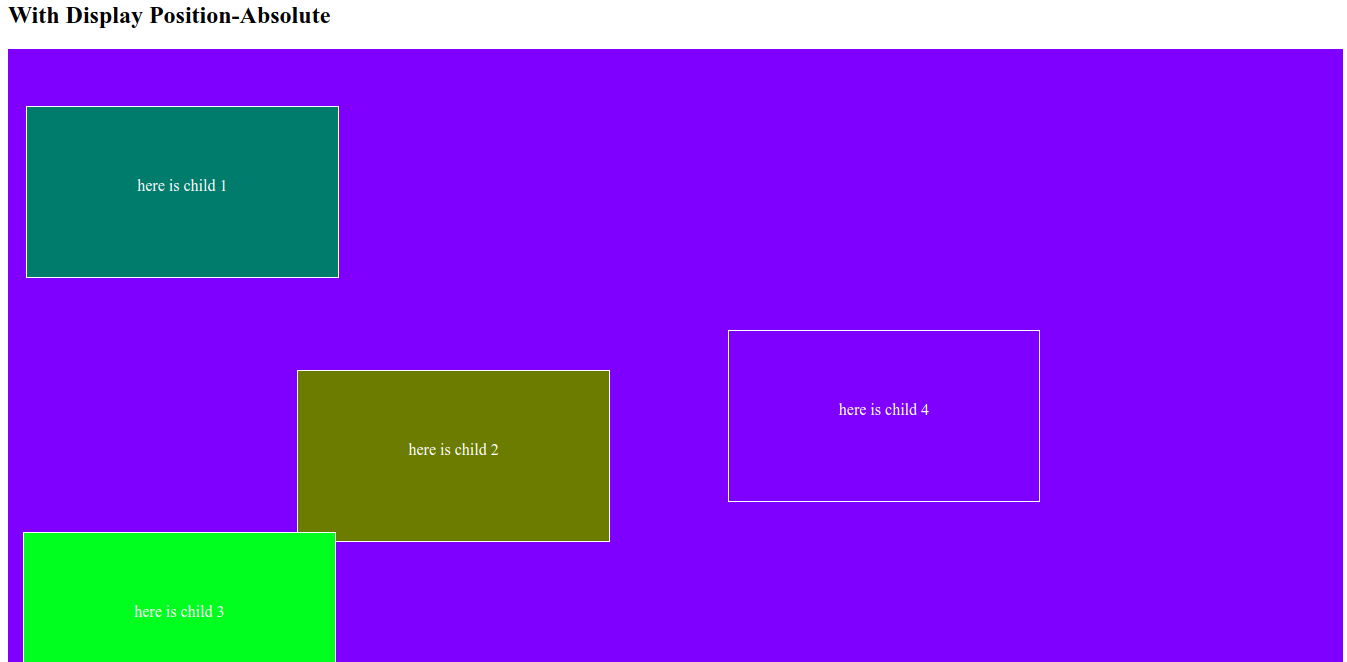 With Display Position-Absolute
here is child 1
here is child 4
here is child 2
here is child 3